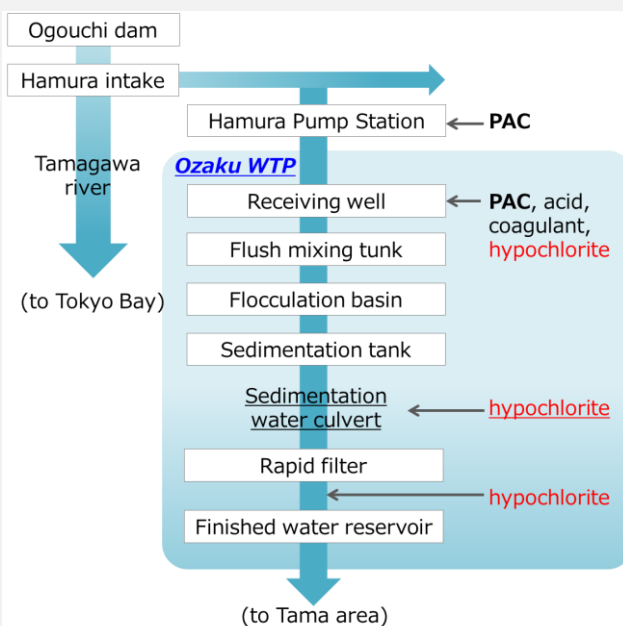 Ogouchi dam
Hamura intake
Hamura Pump Station
PAC
Tamagawa
river
(to Tokyo Bay)
Ozaku WTP
Receiving well
PAC, acid,
coagulant,
hypochlorite
Flush mixing tunk
Flocculation basin
Sedimentation tank
Sedimentation
water culvert
hypochlorite
Rapid filter
hypochlorite
Finished water reservoir
(to Tama area)